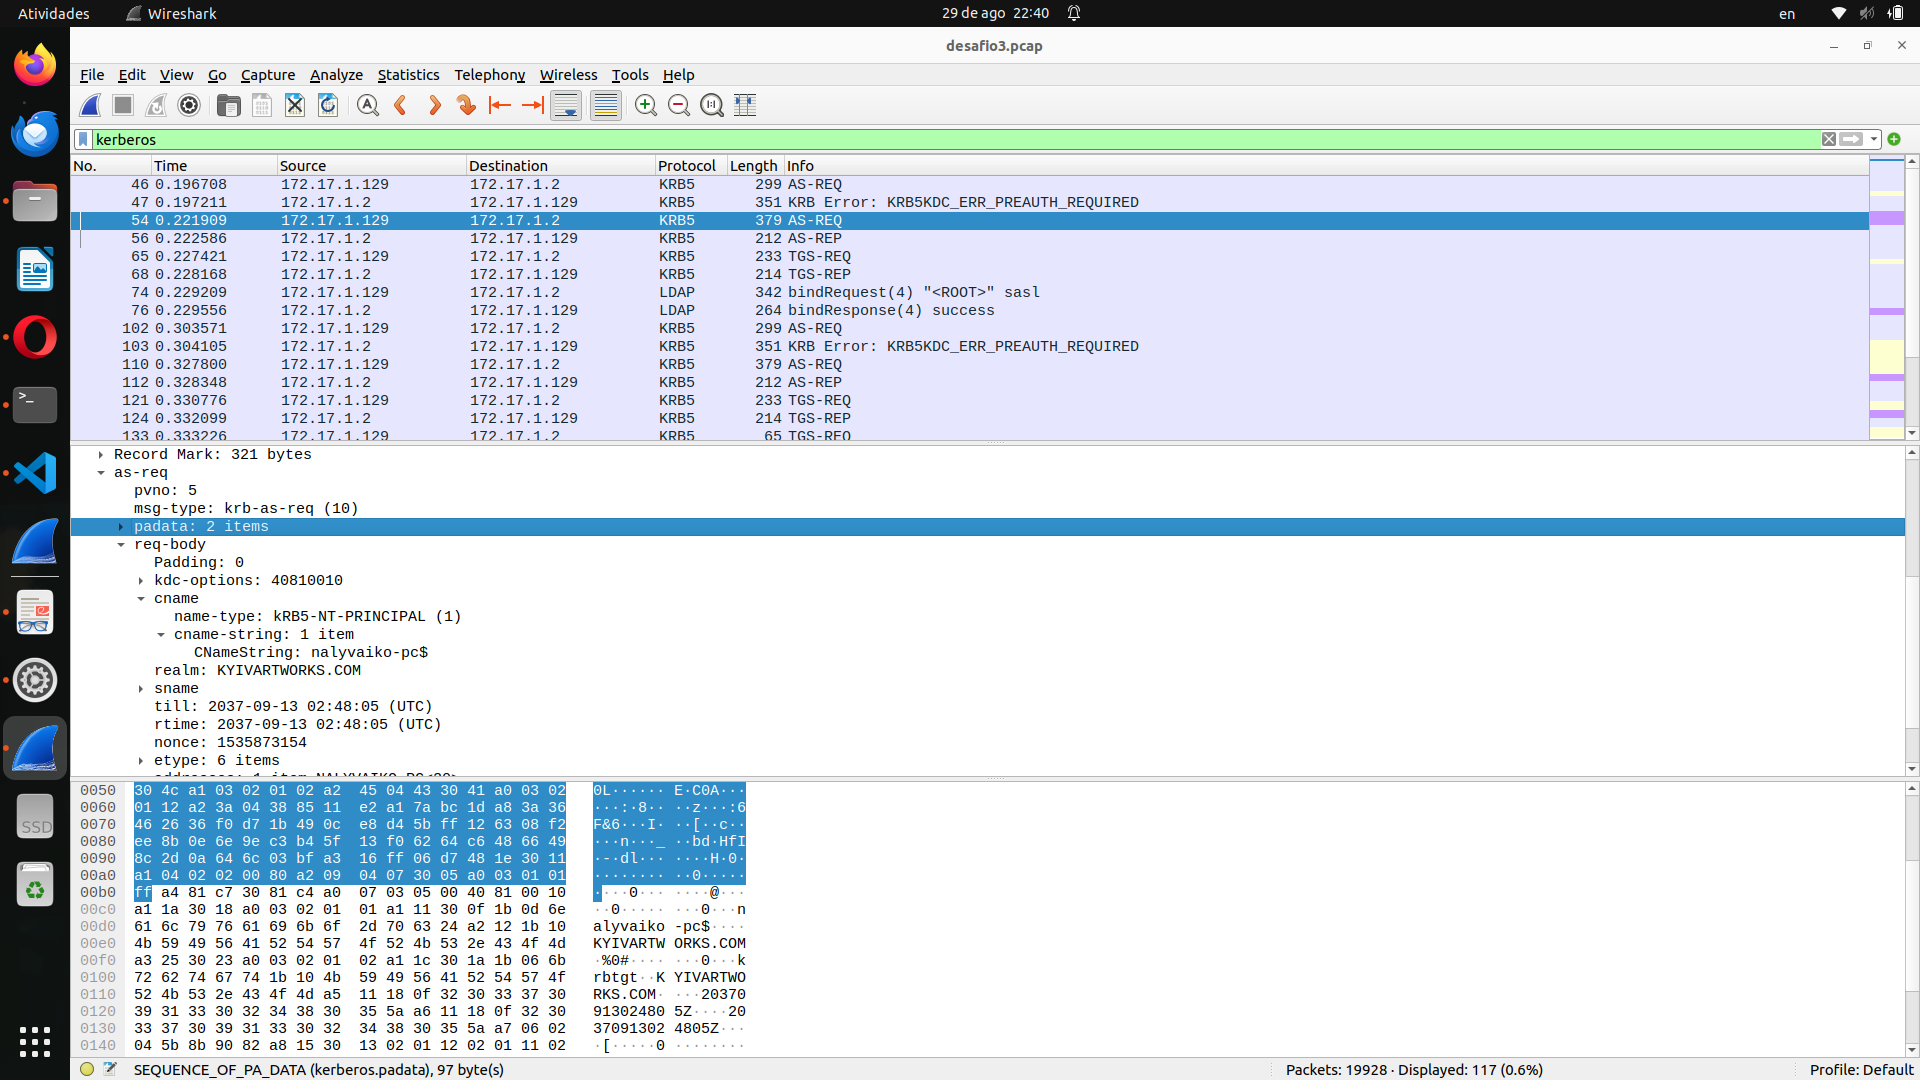 Atividades Wireshark 29 de ago 22:40 en
desafio3.pcap
File Edit View Go Capture Analyze Statistics Telephony Wireless Tools Help
kerberos
No. Time Source Destination Protocol Length Info
46 0.196708 172.17.1.129 172.17.1.2 KRB5 299 AS-REQ
47 0.197211 172.17.1.2 172.17.1.129 KRB5 351 KRB Error: KRB5KDC_ERR_PREAUTH_REQUIRED
54 0.221909 172.17.1.129 172.17.1.2 KRB5 379 AS-REQ
56 0.222586 172.17.1.2 172.17.1.129 KRB5 212 AS-REP
65 0.227421 172.17.1.129 172.17.1.2 KRB5 233 TGS-REQ
68 0.228168 172.17.1.2 172.17.1.129 KRB5 214 TGS-REP
74 0.229209 172.17.1.129 172.17.1.2 LDAP 342 bindRequest(4) "<ROOT>" sasl
76 0.229556 172.17.1.2 172.17.1.129 LDAP 264 bindResponse(4) success
102 0.303571 172.17.1.129 172.17.1.2 KRB5 299 AS-REQ
103 0.304105 172.17.1.2 172.17.1.129 KRB5 351 KRB Error: KRB5KDC_ERR_PREAUTH_REQUIRED
110 0.327800 172.17.1.129 172.17.1.2 KRB5 379 AS-REQ
112 0.328348 172.17.1.2 172.17.1.129 KRB5 212 AS-REP
121 0.330776 172.17.1.129 172.17.1.2 KRB5 233 TGS-REQ
124 0.332099 172.17.1.2 172.17.1.129 KRB5 214 TGS-REP
133 0.333226 172.17.1.129 172.17.1.2 KRB5 65 TGS-REQ
Record Mark: 321 bytes
as-req
pvno: 5
msg-type: krb-as-req (10)
padata: 2 items
req-body
Padding: 0
kdc-options: 40810010
cname
name-type: kRB5-NT-PRINCIPAL (1)
cname-string: 1 item
CNameString: nalyvaiko-pc$
realm: KYIVARTWORKS.COM
sname
till: 2037-09-13 02:48:05 (UTC)
rtime: 2037-09-13 02:48:05 (UTC)
nonce: 1535873154
etype: 6 items
addresses: 1 item NALYVAIKO-PC<20>
0050 30 4c a1 03 02 01 02 a2 45 04 43 30 41 a0 03 02 0L······ E·C0A···
0060 01 12 a2 3a 04 38 85 11 e2 a1 7a bc 1d a8 3a 36 ···:·8·· ··z···:6
0070 46 26 36 f0 d7 1b 49 0c e8 d4 5b ff 12 63 08 f2 F&6···I· ··[··c··
0080 ee 8b 0e 6e 9e c3 b4 5f 13 f0 62 64 c6 48 66 49 ···n···_ ··bd·HfI
0090 8c 2d 0a 64 6c 03 bf a3 16 ff 06 d7 48 1e 30 11 ·-·dl··· ····H·0·
00a0 a1 04 02 02 00 80 a2 09 04 07 30 05 a0 03 01 01 ········ ··0·····
00b0 ff a4 81 c7 30 81 c4 a0 07 03 05 00 40 81 00 10 ····0··· ····@···
00c0 a1 1a 30 18 a0 03 02 01 01 a1 11 30 0f 1b 0d 6e ··0····· ···0···n
00d0 61 6c 79 76 61 69 6b 6f 2d 70 63 24 a2 12 1b 10 alyvaiko -pc$····
00e0 4b 59 49 56 41 52 54 57 4f 52 4b 53 2e 43 4f 4d KYIVARTW ORKS.COM
00f0 a3 25 30 23 a0 03 02 01 02 a1 1c 30 1a 1b 06 6b ·%0#···· ···0···k
0100 72 62 74 67 74 1b 10 4b 59 49 56 41 52 54 57 4f rbtgt··K YIVARTWO
0110 52 4b 53 2e 43 4f 4d a5 11 18 0f 32 30 33 37 30 RKS.COM· ···20370
0120 39 31 33 30 32 34 38 30 35 5a a6 11 18 0f 32 30 91302480 5Z····20
0130 33 37 30 39 31 33 30 32 34 38 30 35 5a a7 06 02 37091302 4805Z···
0140 04 5b 8b 90 82 a8 15 30 13 02 01 12 02 01 11 02 ·[·····0 ········
SSD
SEQUENCE_OF_PA_DATA (kerberos.padata), 97 byte(s) Packets: 19928 · Displayed: 117 (0.6%) Profile: Default